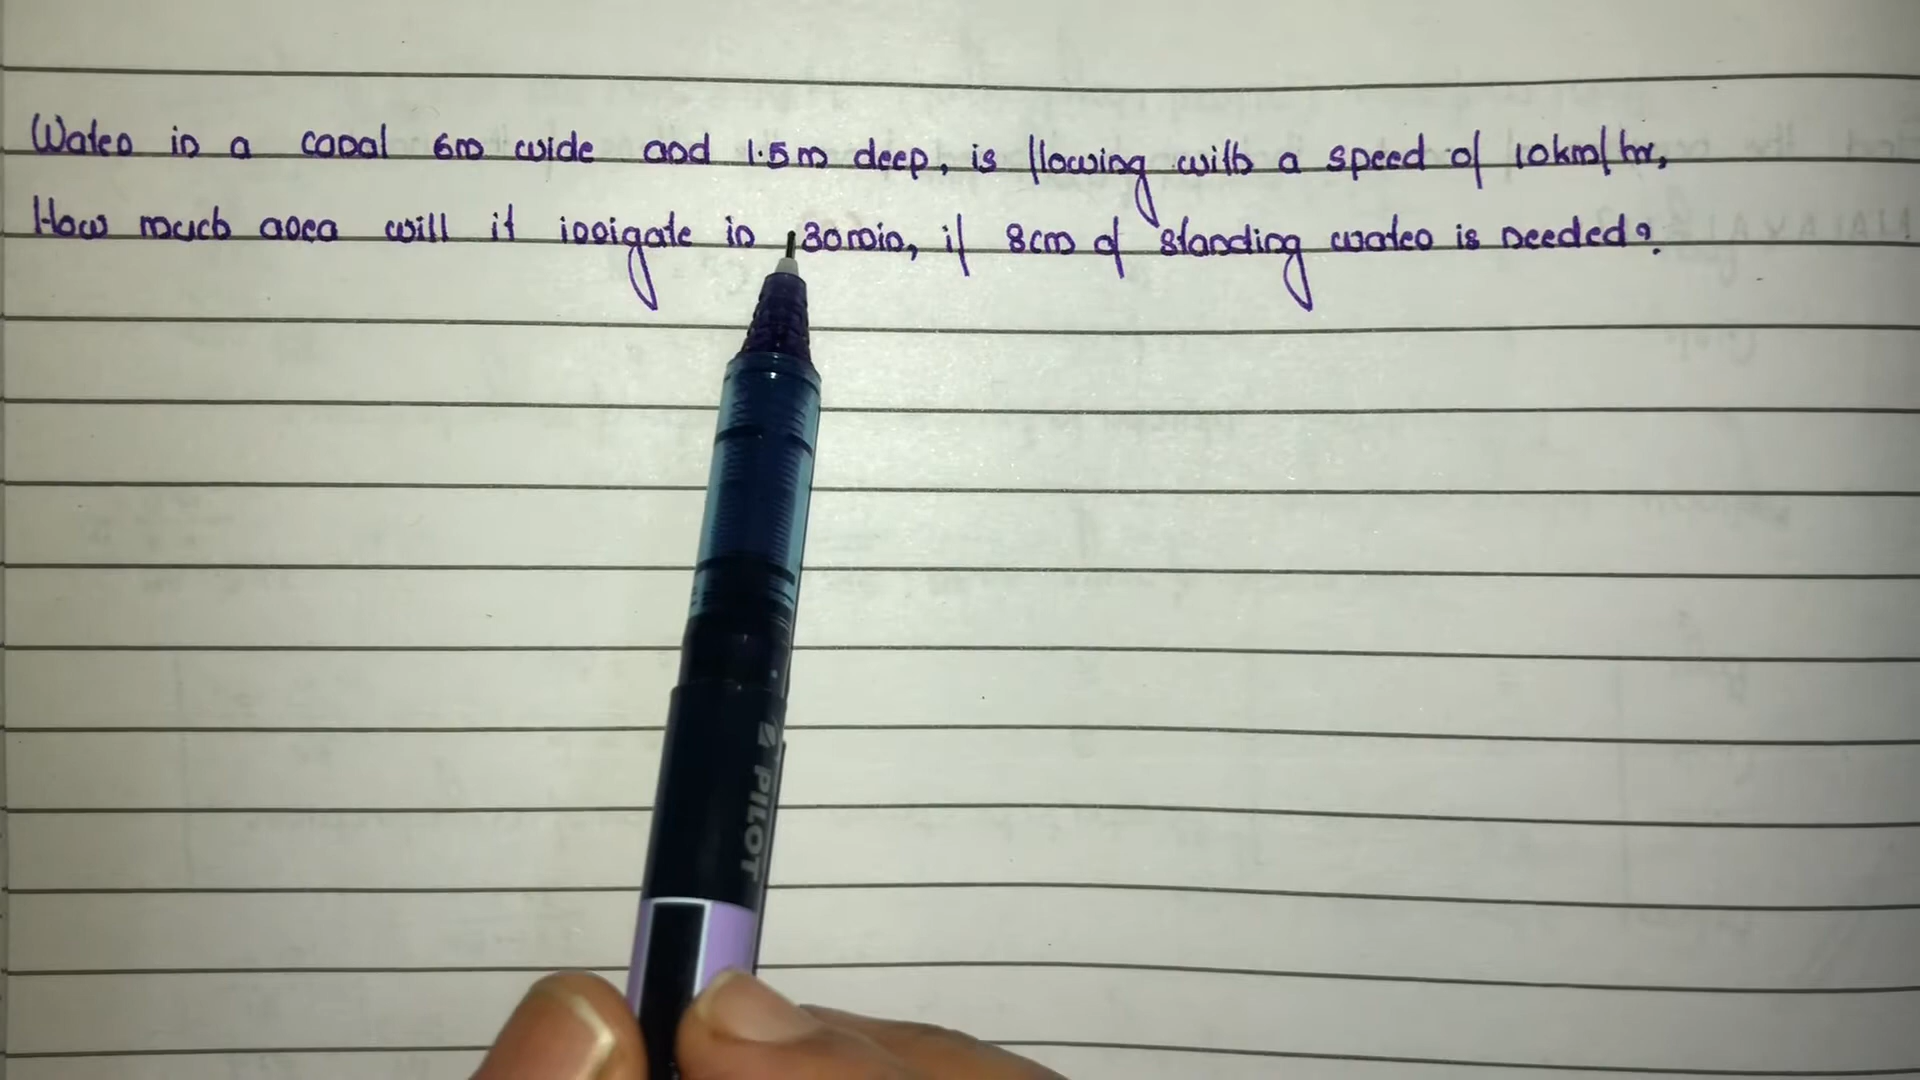 Water in a canal 6m wide and 1.5m deep, is flowing with a speed of 10km/hr,
How much area will it irrigate in 30min, if 8cm of standing water is needed?
PILOT